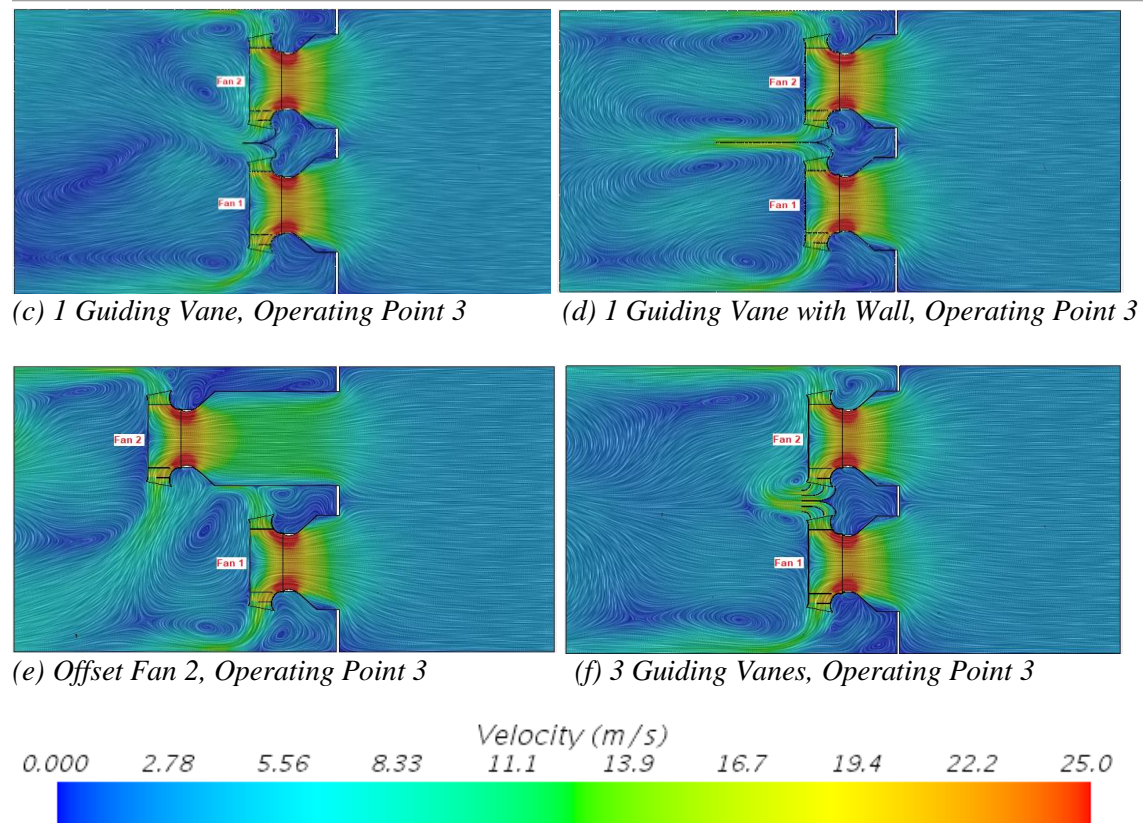 Fan 2
Fan 1
Fan 2
Fan 1
(c) 1 Guiding Vane, Operating Point 3
(d) 1 Guiding Vane with Wall, Operating Point 3
Fan 2
Fan 1
Fan 2
Fan 1
(e) Offset Fan 2, Operating Point 3
(f) 3 Guiding Vanes, Operating Point 3
Velocity (m/s)
0.000 2.78 5.56 8.33 11.1 13.9 16.7 19.4 22.2 25.0